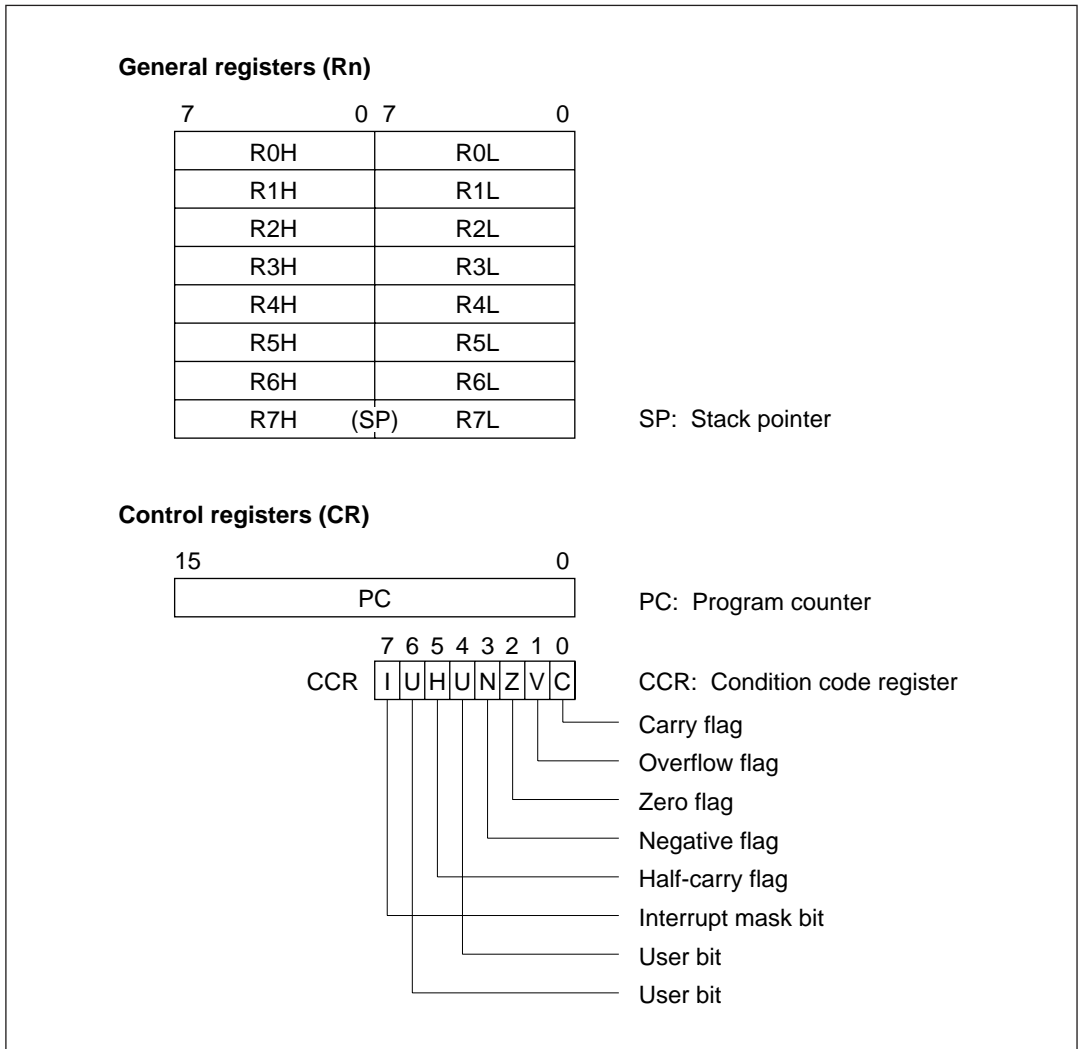 General registers (Rn)
7 0 7 0
R0H R0L
R1H R1L
R2H R2L
R3H R3L
R4H R4L
R5H R5L
R6H R6L
R7H (SP) R7L SP: Stack pointer
Control registers (CR)
15 0
PC PC: Program counter
7 6 5 4 3 2 1 0
CCR I U H U N Z V C CCR: Condition code register
Carry flag
Overflow flag
Zero flag
Negative flag
Half-carry flag
Interrupt mask bit
User bit
User bit